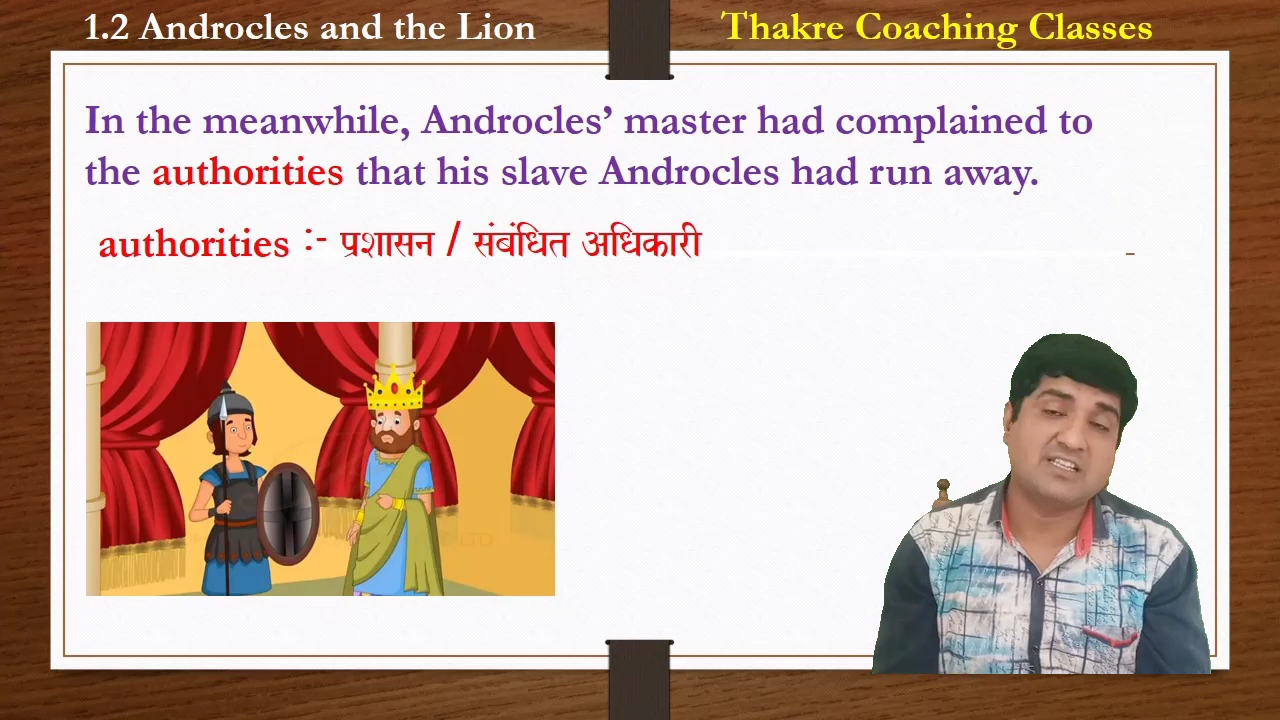 1.2 Androcles and the Lion
Thakre Coaching Classes
In the meanwhile, Androcles’ master had complained to
the authorities that his slave Androcles had run away.
authorities :- प्रशासन / संबंधित अधिकारी